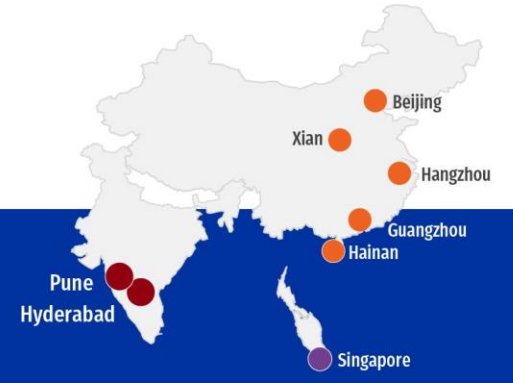 Beijing
Xian
Hangzhou
Guangzhou
Hainan
Pune
Hyderabad
Singapore